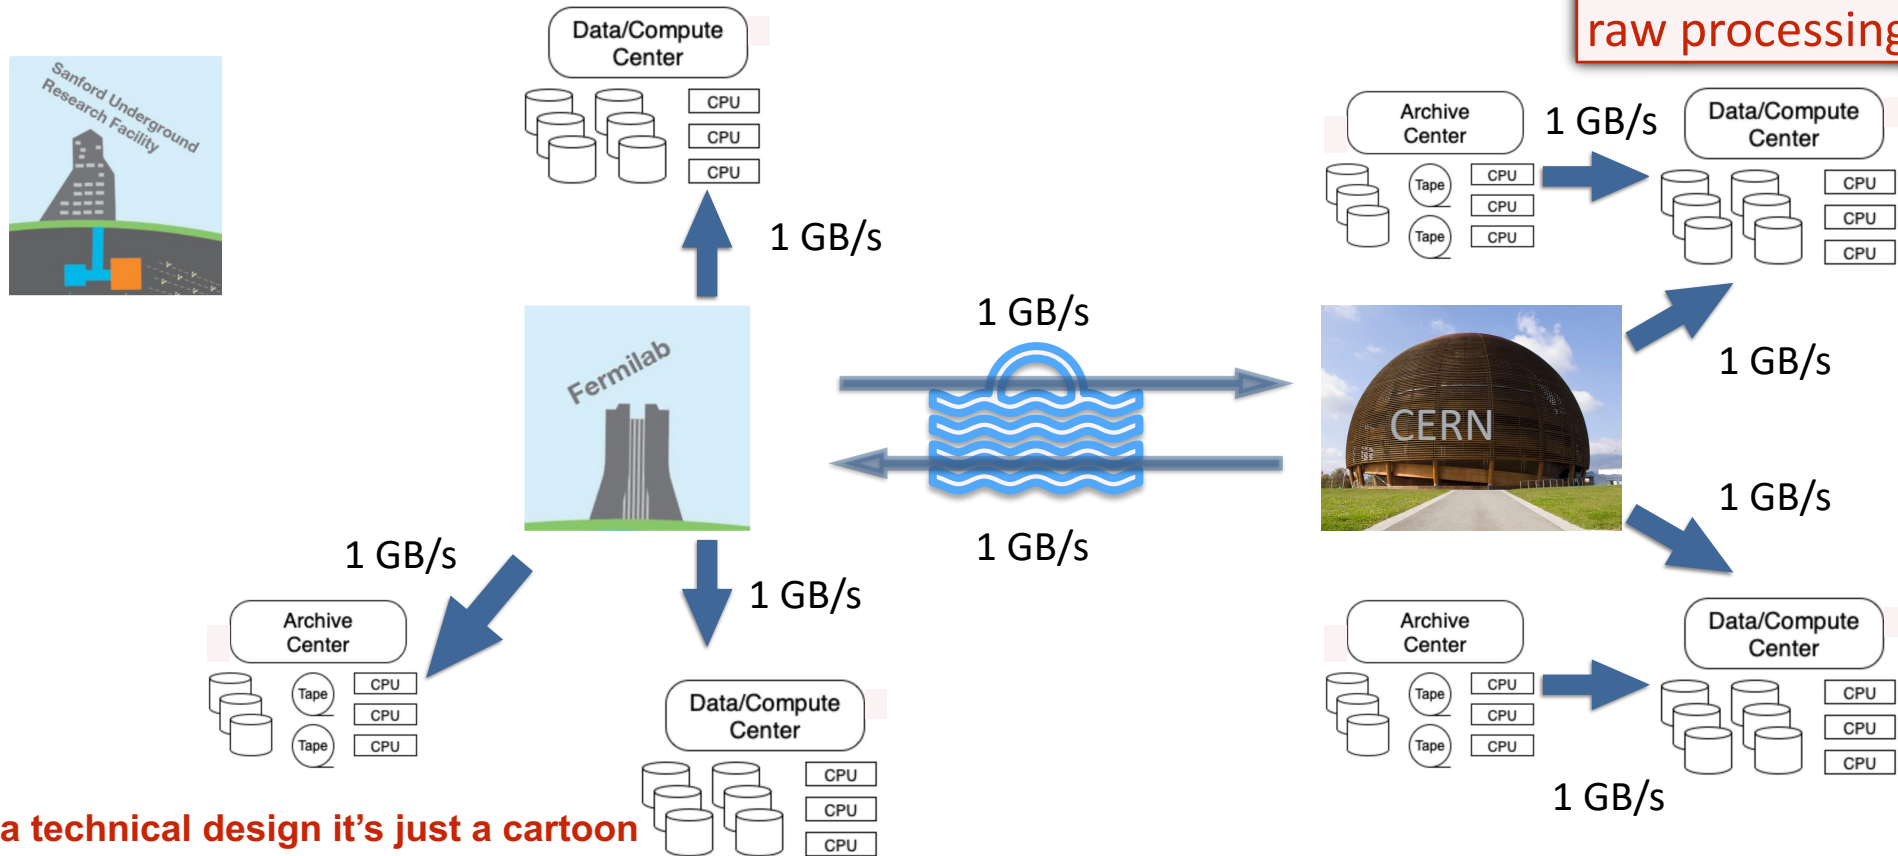 raw processing
Sanford Underground
Research Facility
Data/Compute
Center
CPU
CPU
CPU
1 GB/s
Archive
Center
Tape
Tape
CPU
CPU
CPU
1 GB/s
Data/Compute
Center
CPU
CPU
CPU
Fermilab
1 GB/s
1 GB/s
CERN
1 GB/s
1 GB/s
1 GB/s
Archive
Center
Tape
Tape
CPU
CPU
CPU
1 GB/s
Data/Compute
Center
CPU
CPU
CPU
Archive
Center
Tape
Tape
CPU
CPU
CPU
1 GB/s
Data/Compute
Center
CPU
CPU
CPU
a technical design it's just a cartoon